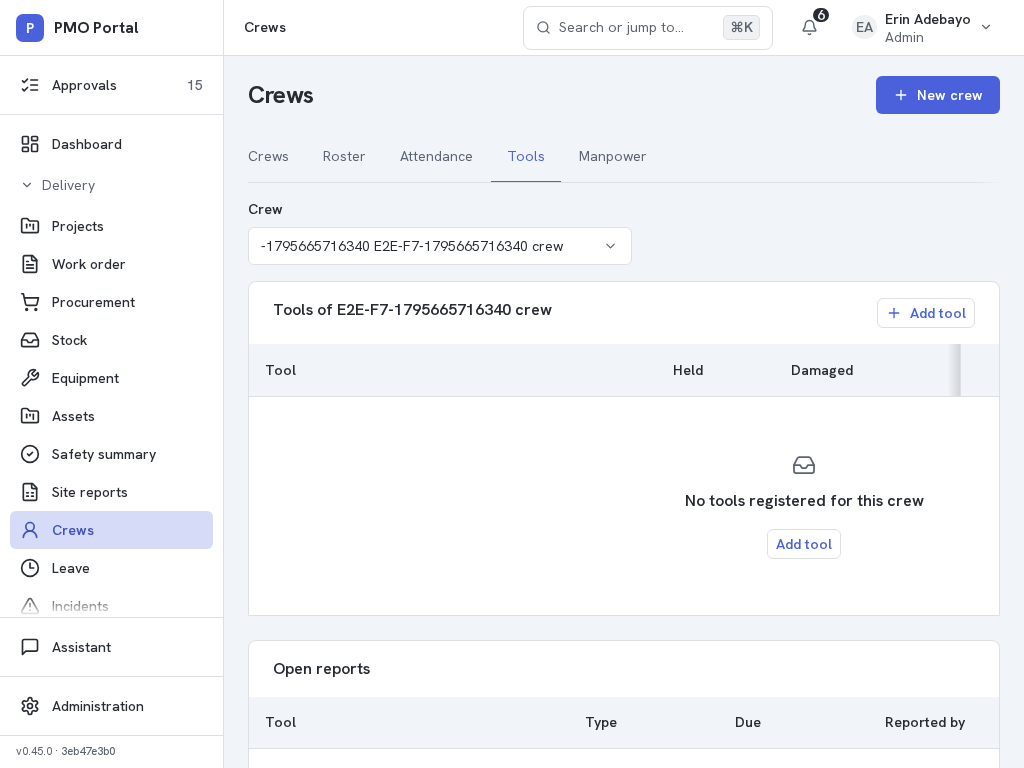 P PMO Portal
Crews
Search or jump to... ⌘K
6
EA Erin Adebayo
Admin
Approvals 15
Dashboard
Delivery
Projects
Work order
Procurement
Stock
Equipment
Assets
Safety summary
Site reports
Crews
Leave
Incidents
Assistant
Administration
v0.45.0 · 3eb47e3b0
Crews
New crew
Crews Roster Attendance Tools Manpower
Crew
-1795665716340 E2E-F7-1795665716340 crew
Tools of E2E-F7-1795665716340 crew
Add tool
Tool Held Damaged
No tools registered for this crew
Add tool
Open reports
Tool Type Due Reported by